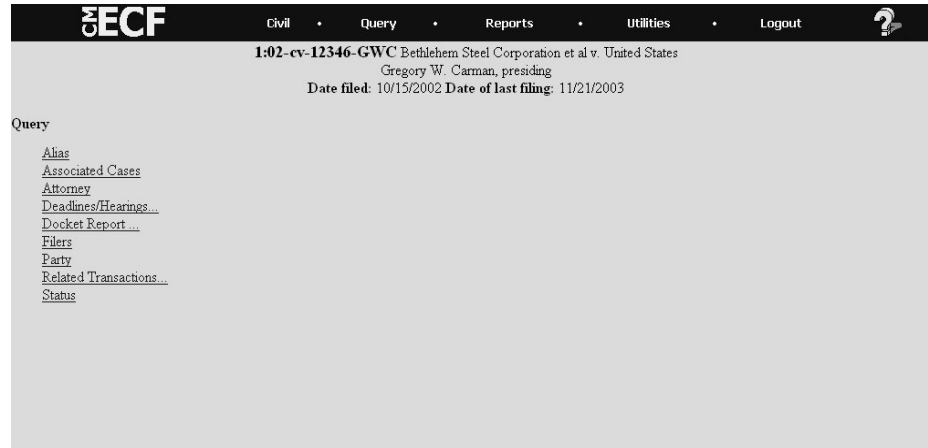 CM ECF Civil • Query • Reports • Utilities • Logout ?
1:02-cv-12346-GWC Bethlehem Steel Corporation et al v. United States
Gregory W. Carman, presiding
Date filed: 10/15/2002 Date of last filing: 11/21/2003
Query
Alias
Associated Cases
Attorney
Deadlines/Hearings...
Docket Report ...
Filers
Party
Related Transactions...
Status